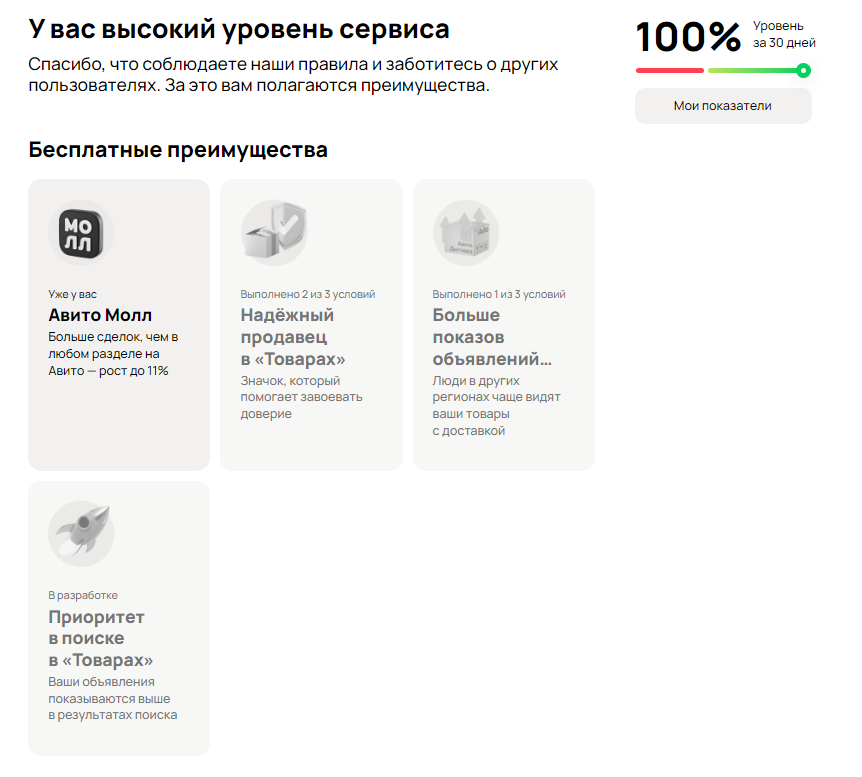 У вас высокий уровень сервиса
Спасибо, что соблюдаете наши правила и заботитесь о других
пользователях. За это вам полагаются преимущества.
100%
Уровень
за 30 дней
Мои показатели
Бесплатные преимущества
МО
ЛЛ
Уже у вас
Авито Молл
Больше сделок, чем в
любом разделе на
Авито — рост до 11%
Выполнено 2 из 3 условий
Надёжный
продавец
в «Товарах»
Значок, который
помогает завоевать
доверие
Авито
Доставка
Выполнено 1 из 3 условий
Больше
показов
объявлений...
Люди в других
регионах чаще видят
ваши товары
с доставкой
В разработке
Приоритет
в поиске
в «Товарах»
Ваши объявления
показываются выше
в результатах поиска